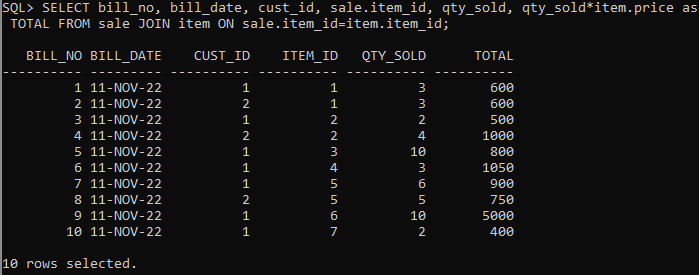 SQL> SELECT bill_no, bill_date, cust_id, sale.item_id, qty_sold, qty_sold*item.price as
 TOTAL FROM sale JOIN item ON sale.item_id=item.item_id;

   BILL_NO BILL_DATE    CUST_ID    ITEM_ID   QTY_SOLD      TOTAL
---------- --------- ---------- ---------- ---------- ----------
         1 11-NOV-22          1          1          3        600
         2 11-NOV-22          2          1          3        600
         3 11-NOV-22          1          2          2        500
         4 11-NOV-22          2          2          4       1000
         5 11-NOV-22          1          3         10        800
         6 11-NOV-22          1          4          3       1050
         7 11-NOV-22          1          5          6        900
         8 11-NOV-22          2          5          5        750
         9 11-NOV-22          1          6         10       5000
        10 11-NOV-22          1          7          2        400

10 rows selected.